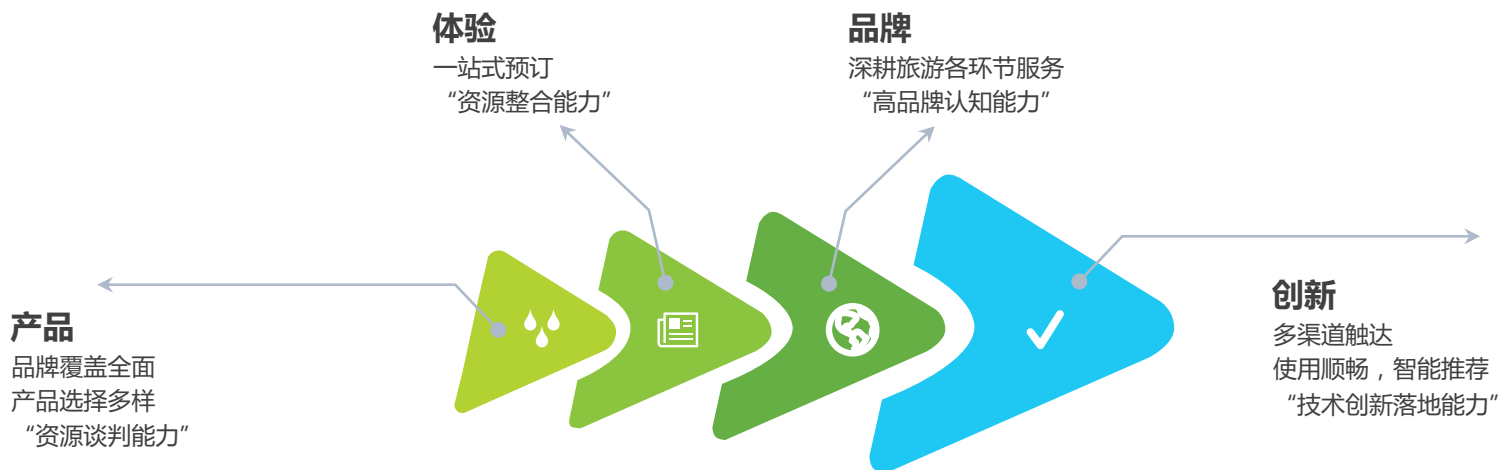 体验
一站式预订
“资源整合能力”
品牌
深耕旅游各环节服务
“高品牌认知能力”
产品
品牌覆盖全面
产品选择多样
“资源谈判能力”
创新
多渠道触达
使用顺畅，智能推荐
“技术创新落地能力”